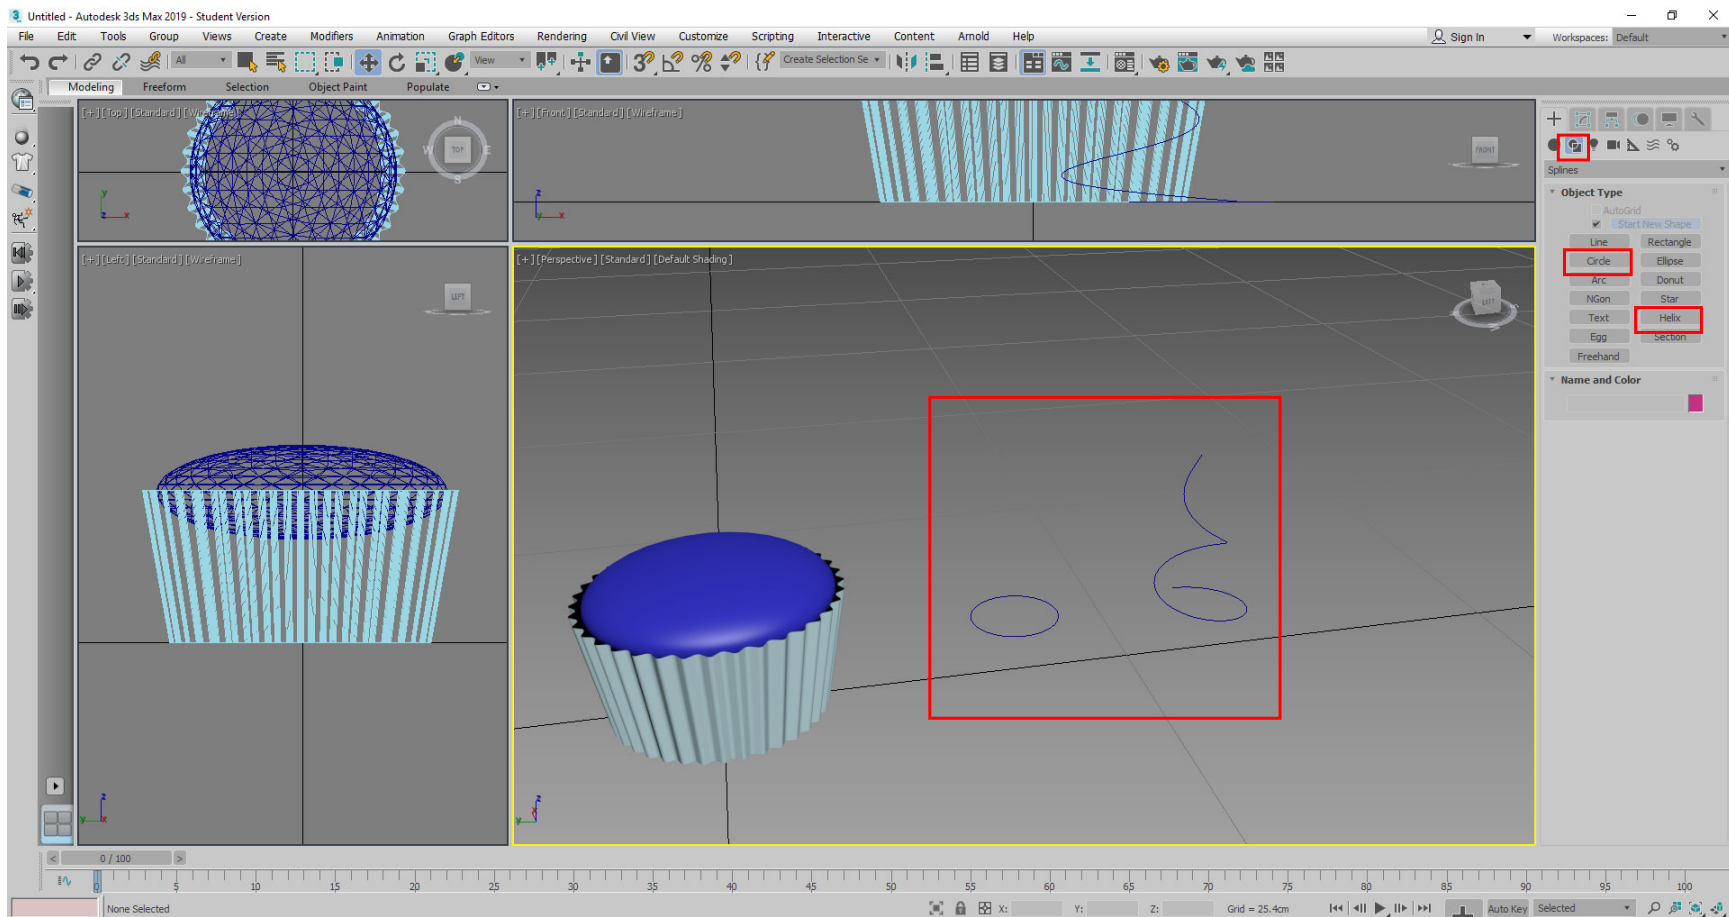 Untitled - Autodesk 3ds Max 2019 - Student Version
File Edit Tools Group Views Create Modifiers Animation Graph Editors Rendering Civil View Customize Scripting Interactive Content Arnold Help Sign In Workspaces: Default
All View Create Selection Se
Modeling Freeform Selection Object Paint Populate
[+] [Top] [Standard] [Wireframe]
N
W TOP E
S
y
z x
[+] [Front] [Standard] [Wireframe]
FRONT
z
y x
[+] [Left] [Standard] [Wireframe]
LEFT
z
y x
[+] [Perspective] [Standard] [Default Shading]
LEFT
z
x
y
Splines
Object Type
AutoGrid
Start New Shape
Line Rectangle
Circle Ellipse
Arc Donut
NGon Star
Text Helix
Egg Section
Freehand
Name and Color
< 0 / 100 >
0 5 10 15 20 25 30 35 40 45 50 55 60 65 70 75 80 85 90 95 100
None Selected X: Y: Z: Grid = 25.4cm Auto Key Selected